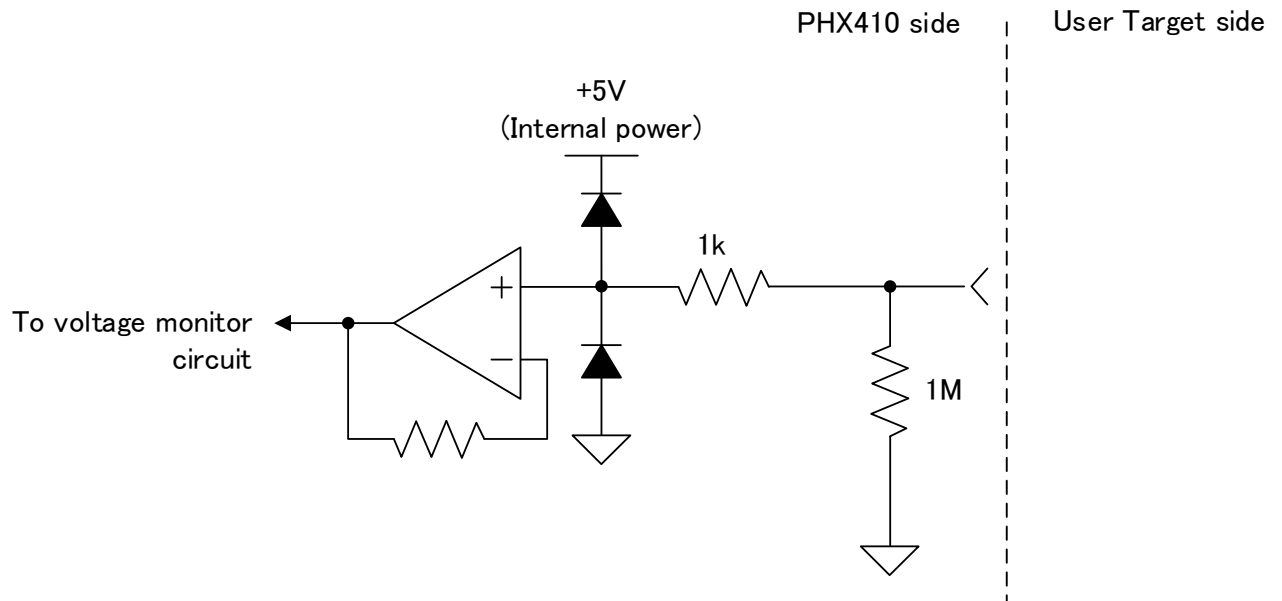 PHX410 side
User Target side
+5V
(Internal power)
1k
+
To voltage monitor
circuit
−
1M